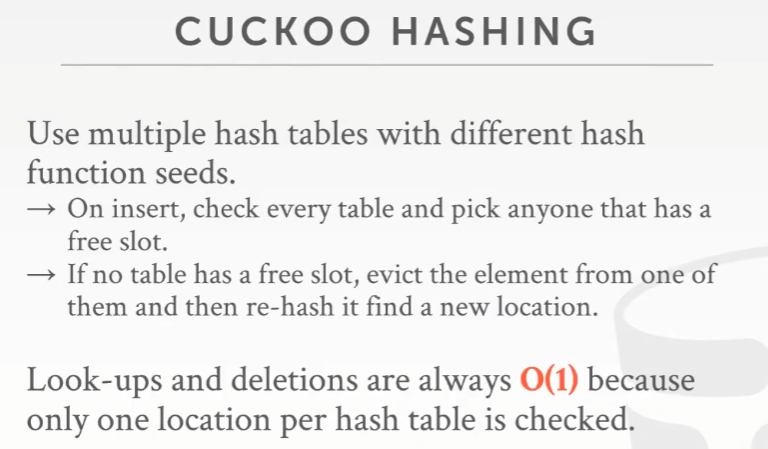 CUCKOO HASHING
Use multiple hash tables with different hash
function seeds.
→ On insert, check every table and pick anyone that has a
free slot.
→ If no table has a free slot, evict the element from one of
them and then re-hash it find a new location.
Look-ups and deletions are always O(1) because
only one location per hash table is checked.